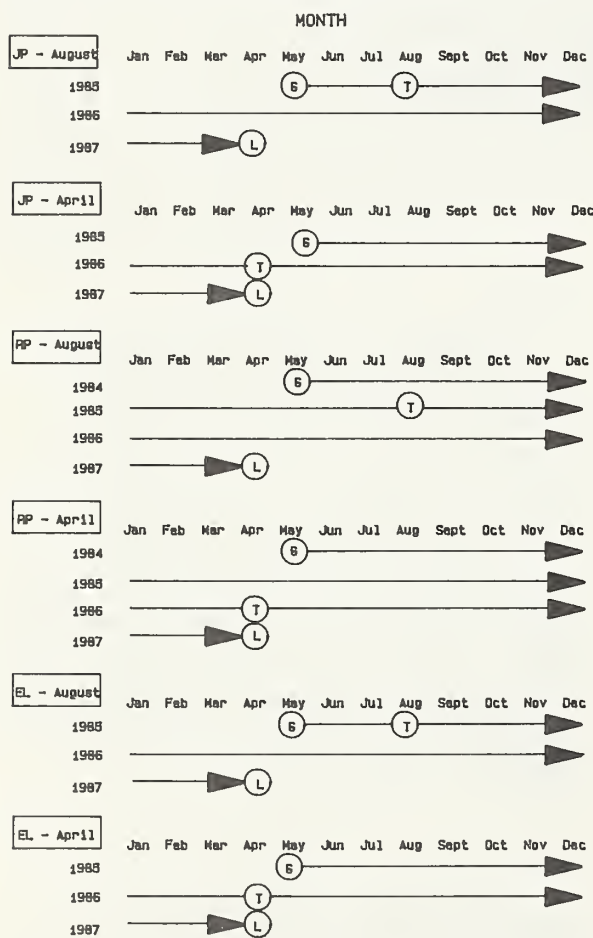 MONTH
JP - August Jan Feb Mar Apr May Jun Jul Aug Sept Oct Nov Dec
1985 G T
1986
1987 L
JP - April Jan Feb Mar Apr May Jun Jul Aug Sept Oct Nov Dec
1985 G
1986 T
1987 L
RP - August Jan Feb Mar Apr May Jun Jul Aug Sept Oct Nov Dec
1984 G
1985 T
1986
1987 L
RP - April Jan Feb Mar Apr May Jun Jul Aug Sept Oct Nov Dec
1984 G
1985
1986 T
1987 L
EL - August Jan Feb Mar Apr May Jun Jul Aug Sept Oct Nov Dec
1985 G T
1986
1987 L
EL - April Jan Feb Mar Apr May Jun Jul Aug Sept Oct Nov Dec
1985 G
1986 T
1987 L